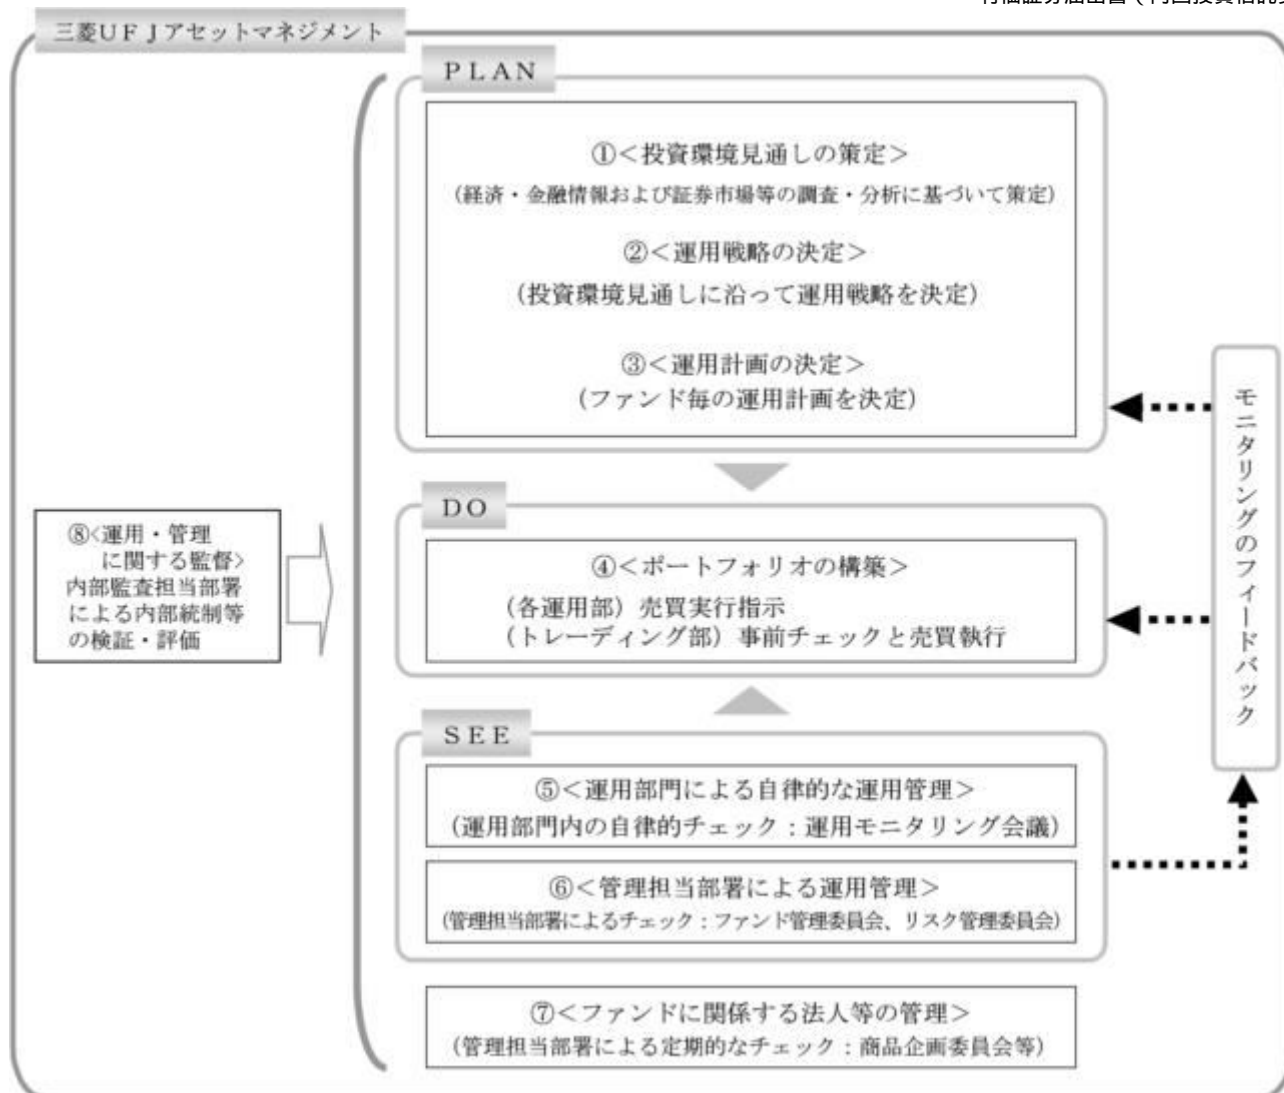 三菱ＵＦＪアセットマネジメント
ＰＬＡＮ
①＜投資環境見通しの策定＞
（経済・金融情報および証券市場等の調査・分析に基づいて策定）
②＜運用戦略の決定＞
（投資環境見通しに沿って運用戦略を決定）
③＜運用計画の決定＞
（ファンド毎の運用計画を決定）
ＤＯ
④＜ポートフォリオの構築＞
（各運用部）売買実行指示
（トレーディング部）事前チェックと売買執行
ＳＥＥ
⑤＜運用部門による自律的な運用管理＞
（運用部門内の自律的チェック：運用モニタリング会議）
⑥＜管理担当部署による運用管理＞
（管理担当部署によるチェック：ファンド管理委員会、リスク管理委員会）
⑦＜ファンドに関係する法人等の管理＞
（管理担当部署による定期的なチェック：商品企画委員会等）
⑧<運用・管理
に関する監督>
内部監査担当部署
による内部統制等
の検証・評価
モニタリングのフィードバック